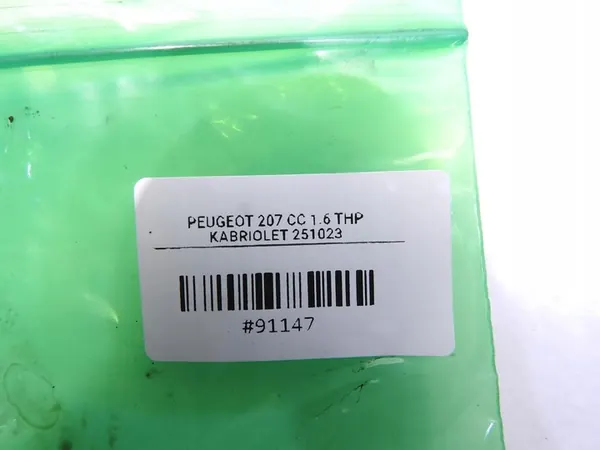 PEUGEOT 207 CC 1.6 THP
KABRIOLET 251023
#91147